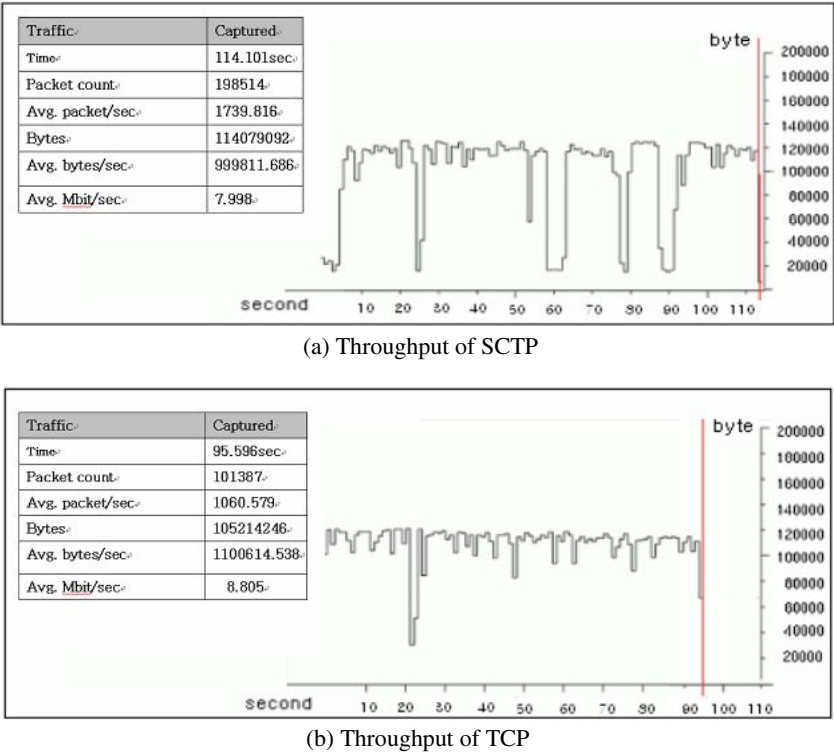 Traffic Captured
Time 114.101sec
Packet count 198514
Avg. packet/sec 1739.816
Bytes 114079092
Avg. bytes/sec 999811.686
Avg. Mbit/sec 7.998
byte
200000
180000
160000
140000
120000
100000
80000
60000
40000
20000
second 10 20 30 40 50 60 70 80 90 100 110
(a) Throughput of SCTP
Traffic Captured
Time 95.596sec
Packet count 101387
Avg. packet/sec 1060.579
Bytes 105214246
Avg. bytes/sec 1100614.538
Avg. Mbit/sec 8.805
byte
200000
180000
160000
140000
120000
100000
80000
60000
40000
20000
second 10 20 30 40 50 60 70 80 90 100 110
(b) Throughput of TCP